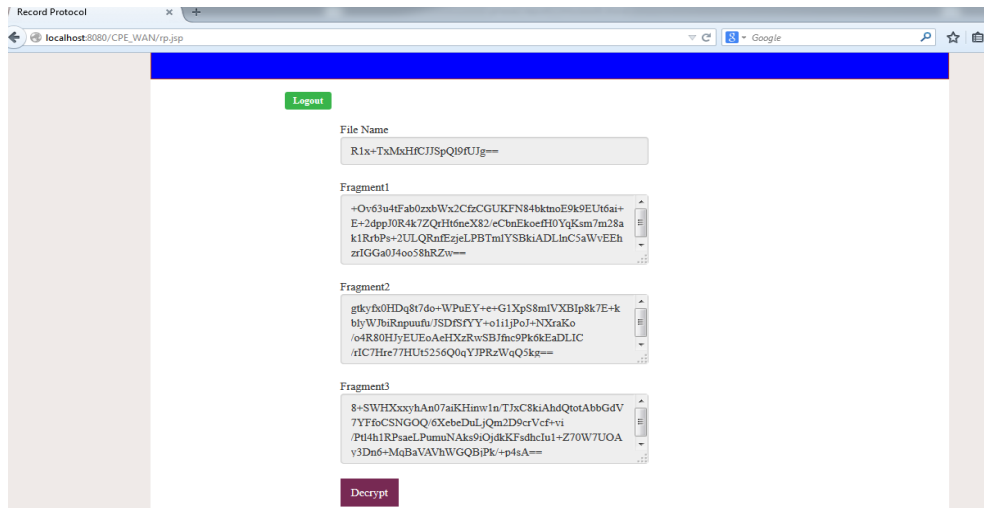 Record Protocol
localhost:8080/CPE_WAN/rp.jsp
Google
Logout
File Name
R1x+TxMxHfCJJSpQl9fUJg==
Fragment1
+Ov63u4tFab0zxbWx2CfzCGUKFN84bktnoE9k9EUt6ai+
E+2dppJ0R4k7ZQrHt6neX82/eCbnEkoefH0YqKsm7m28a
k1RrbPs+2ULQRnfEzjeLPBTmlYSBkiADLlnC5aWvEEh
zrIGGa0J4oo58hRZw==
Fragment2
gtkyfx0HDq8t7do+WPuEY+e+G1XpS8mlVXBIp8k7E+k
blyWJbiRnpuufu/JSDfSfYY+o1i1jPoJ+NXraKo
/o4R80HJyEUEoAeHXzRwSBJfnc9Pk6kEaDLIC
/rIC7Hre77HUt5256Q0qYJPRzWqQ5kg==
Fragment3
8+SWHXxxyhAn07aiKHinw1n/TJxC8kiAhdQtotAbbGdV
7YFfoCSNGOQ/6XebeDuLjQm2D9crVcf+vi
/Ptl4h1RPsaeLPumuNAks9iOjdkKFsdhcIu1+Z70W7UOA
y3Dn6+MqBaVAVhWGQBjPk/+p4sA==
Decrypt